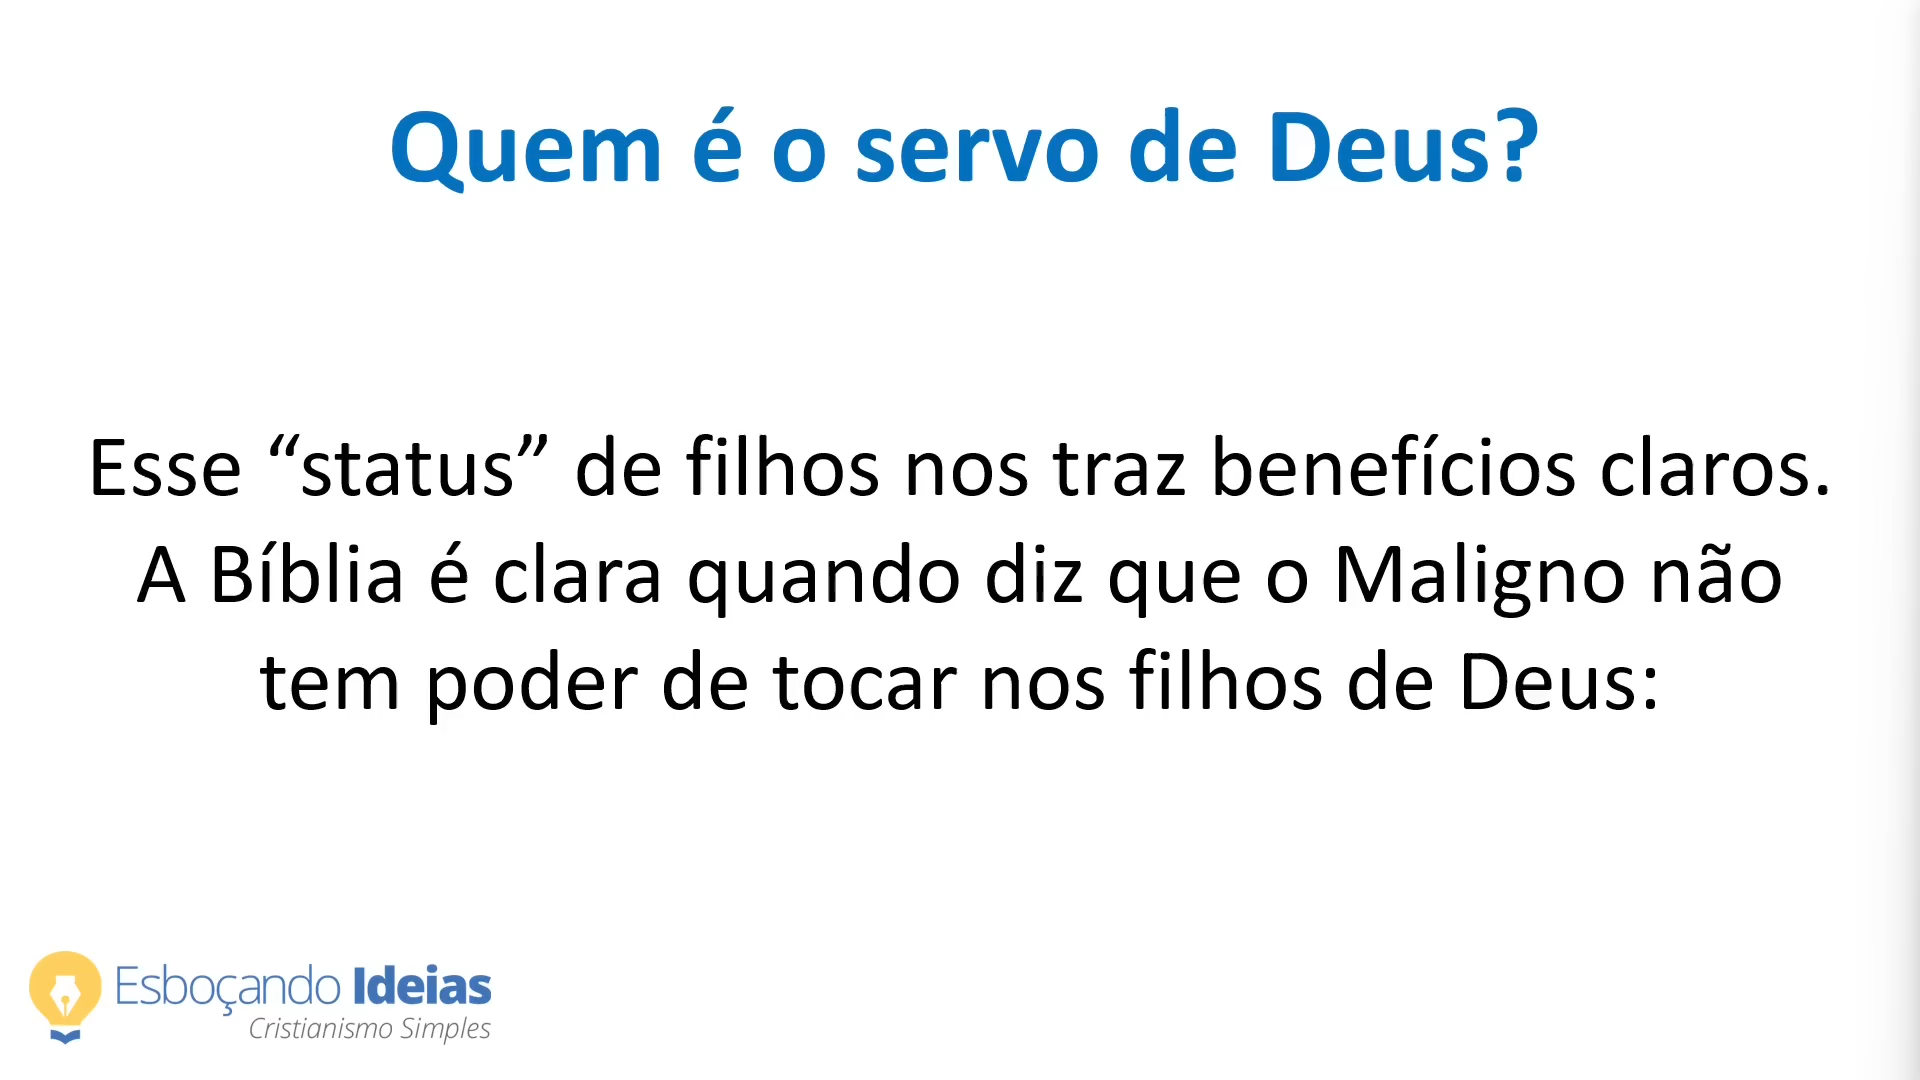 Quem é o servo de Deus?
Esse “status” de filhos nos traz benefícios claros.
A Bíblia é clara quando diz que o Maligno não
tem poder de tocar nos filhos de Deus:
Esboçando Ideias
Cristianismo Simples